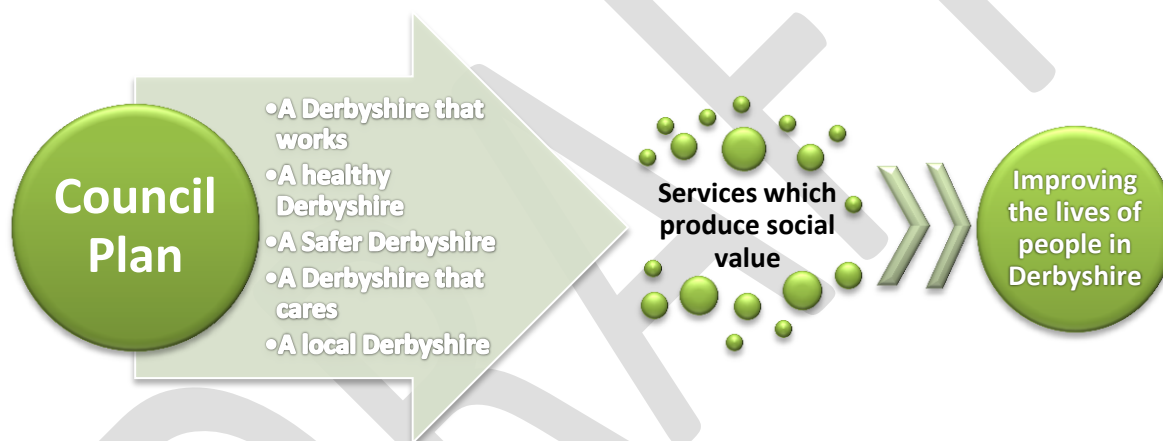 Council
Plan
•A Derbyshire that
works
•A healthy
Derbyshire
•A Safer Derbyshire
•A Derbyshire that
cares
•A local Derbyshire
Services which
produce social
value
Improving
the lives of
people in
Derbyshire
DRAFT